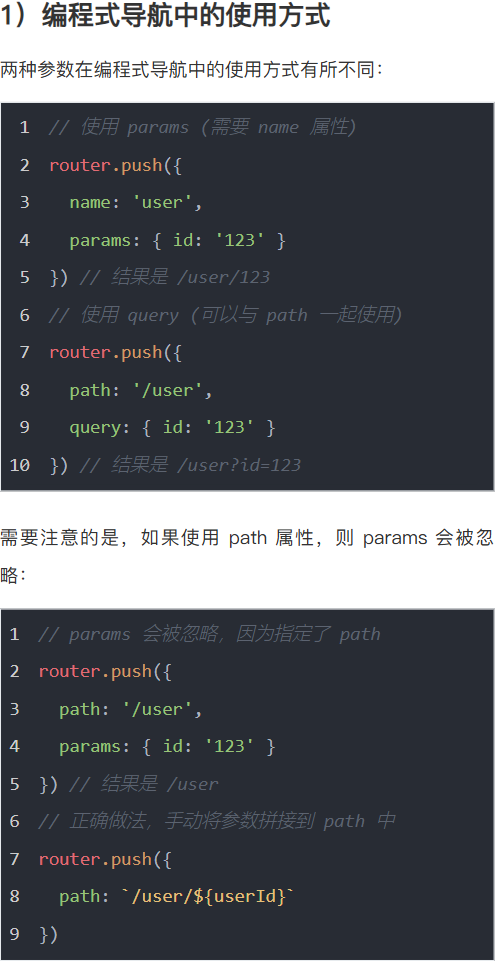 1）编程式导航中的使用方式
两种参数在编程式导航中的使用方式有所不同：
1 // 使用 params (需要 name 属性)
2 router.push({
3   name: 'user',
4   params: { id: '123' }
5 }) // 结果是 /user/123
6 // 使用 query (可以与 path 一起使用)
7 router.push({
8   path: '/user',
9   query: { id: '123' }
10 }) // 结果是 /user?id=123
需要注意的是，如果使用 path 属性，则 params 会被忽
略：
1 // params 会被忽略，因为指定了 path
2 router.push({
3   path: '/user',
4   params: { id: '123' }
5 }) // 结果是 /user
6 // 正确做法，手动将参数拼接到 path 中
7 router.push({
8   path: `/user/${userId}`
9 })